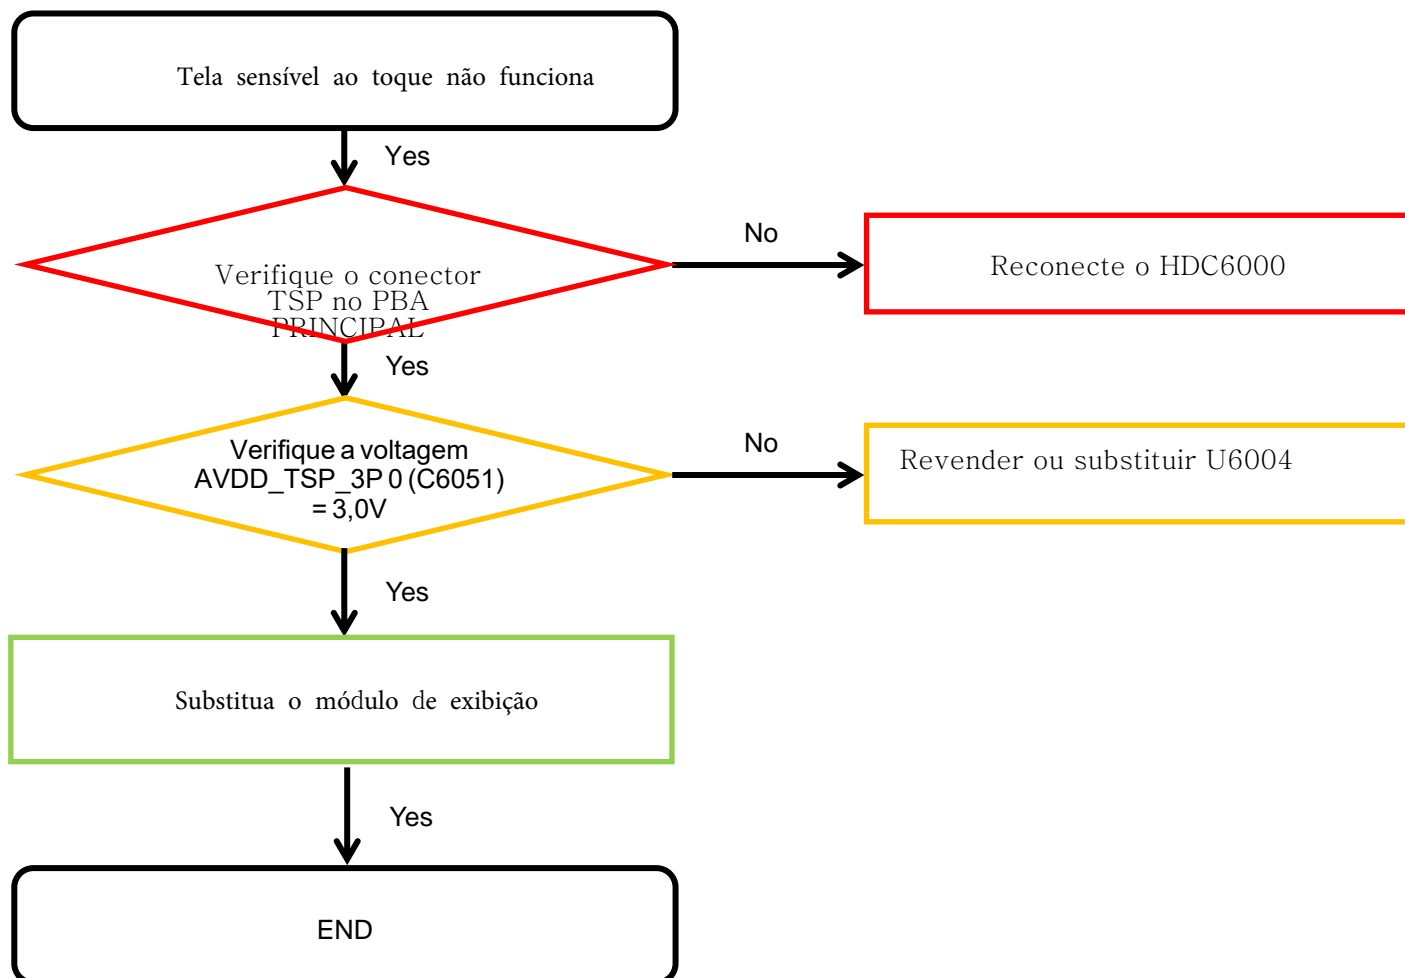 Tela sensível ao toque não funciona
Yes
Verifique o conector
TSP no PBA
PRINCIPAL
No
Reconecte o HDC6000
Yes
Verifique a voltagem
AVDD_TSP_3P 0 (C6051)
= 3,0V
No
Revender ou substituir U6004
Yes
Substitua o módulo de exibição
Yes
END